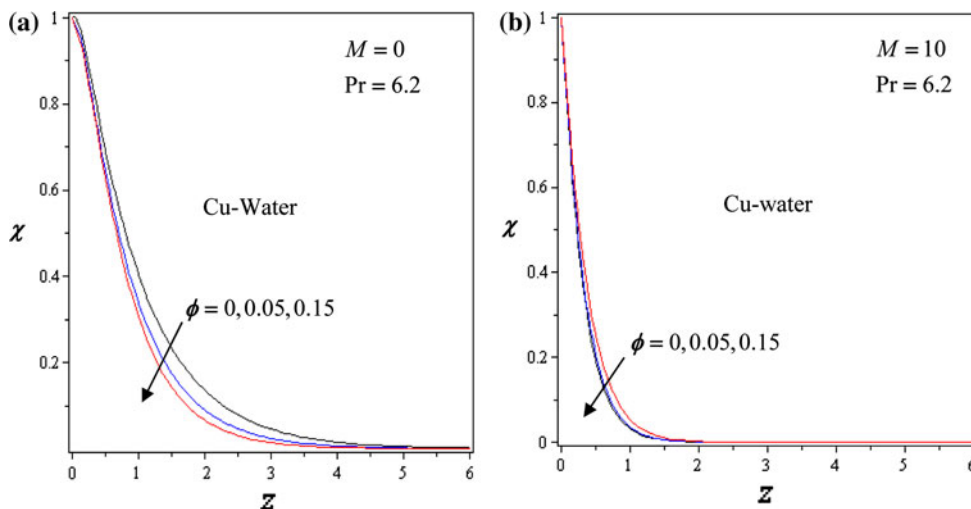 (a)
1
0.8
0.6
0.4
0.2
χ
M = 0
Pr = 6.2
Cu-Water
ϕ = 0, 0.05, 0.15
0 1 2 3 4 5 6
z
(b)
1
0.8
0.6
0.4
0.2
0
χ
M = 10
Pr = 6.2
Cu-water
ϕ = 0, 0.05, 0.15
0 1 2 3 4 5 6
z